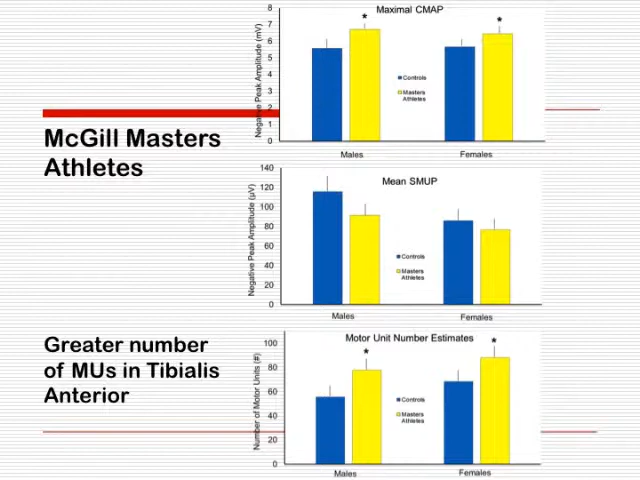 McGill Masters
Athletes
Greater number
of MUs in Tibialis
Anterior
Maximal CMAP
Negative Peak Amplitude (mV)
8
7
6
5
4
3
2
1
0
*
*
Controls
Masters
Athletes
Males
Females
Mean SMUP
Negative Peak Amplitude (µV)
140
120
100
80
60
40
20
0
Controls
Masters
Athletes
Males
Females
Motor Unit Number Estimates
Number of Motor Units (#)
100
80
60
40
20
0
*
*
Controls
Masters
Athletes
Males
Females